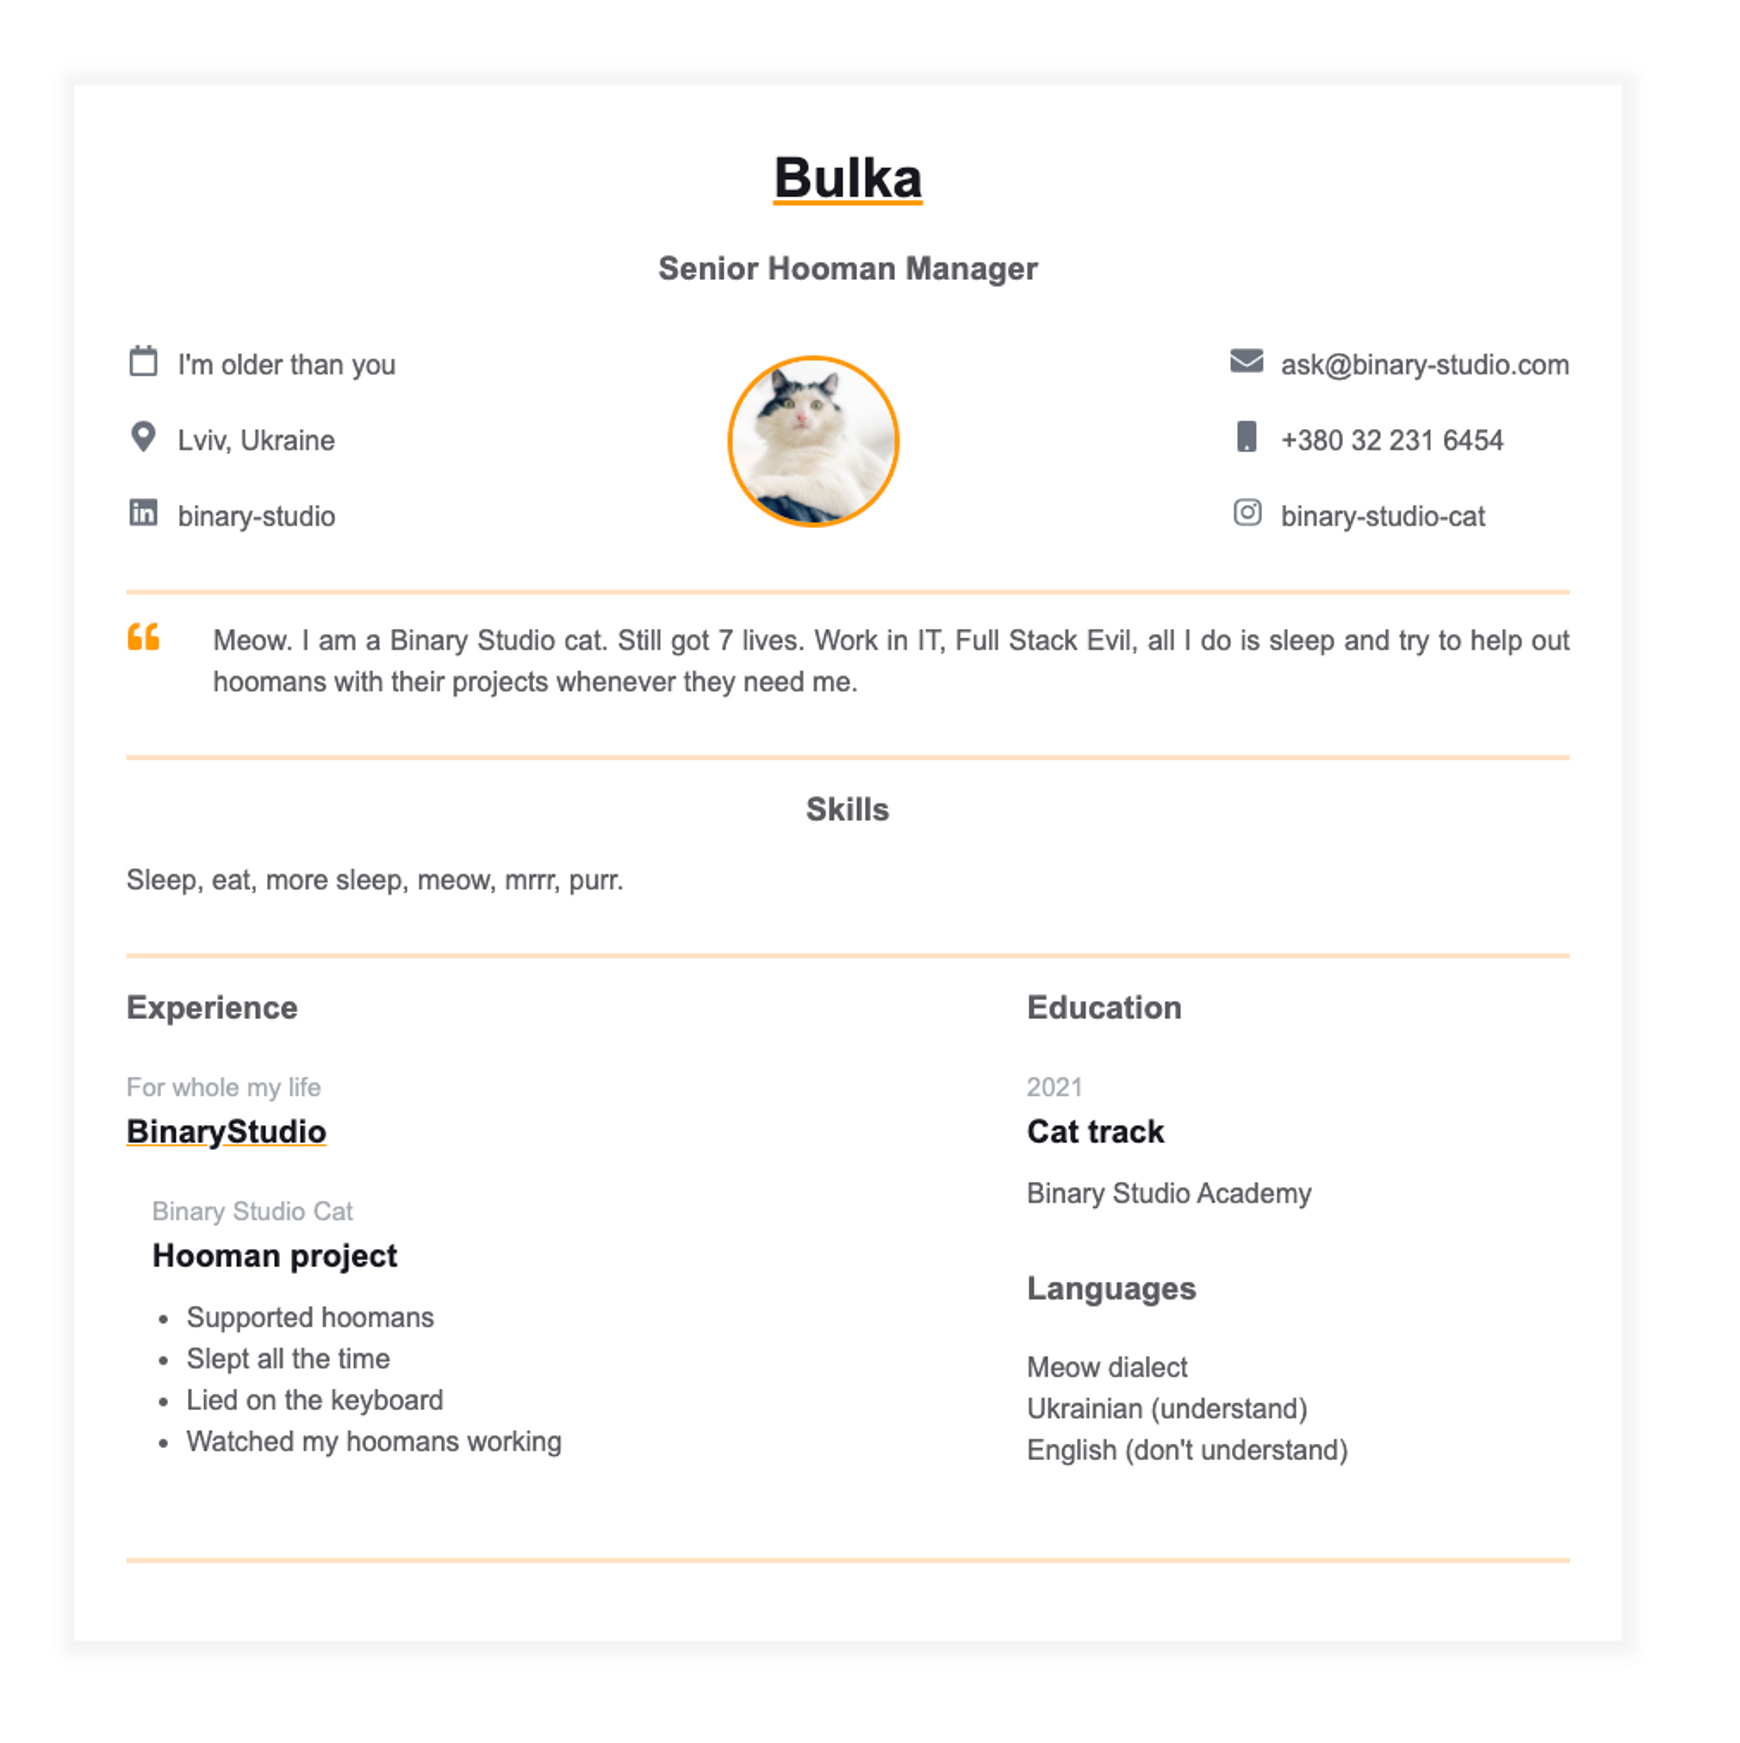 Bulka
Senior Hooman Manager
I'm older than you
Lviv, Ukraine
binary-studio
ask@binary-studio.com
+380 32 231 6454
binary-studio-cat
Meow. I am a Binary Studio cat. Still got 7 lives. Work in IT, Full Stack Evil, all I do is sleep and try to help out
hoomans with their projects whenever they need me.
Skills
Sleep, eat, more sleep, meow, mrrr, purr.
Experience
For whole my life
BinaryStudio
Binary Studio Cat
Hooman project
• Supported hoomans
• Slept all the time
• Lied on the keyboard
• Watched my hoomans working
Education
2021
Cat track
Binary Studio Academy
Languages
Meow dialect
Ukrainian (understand)
English (don't understand)